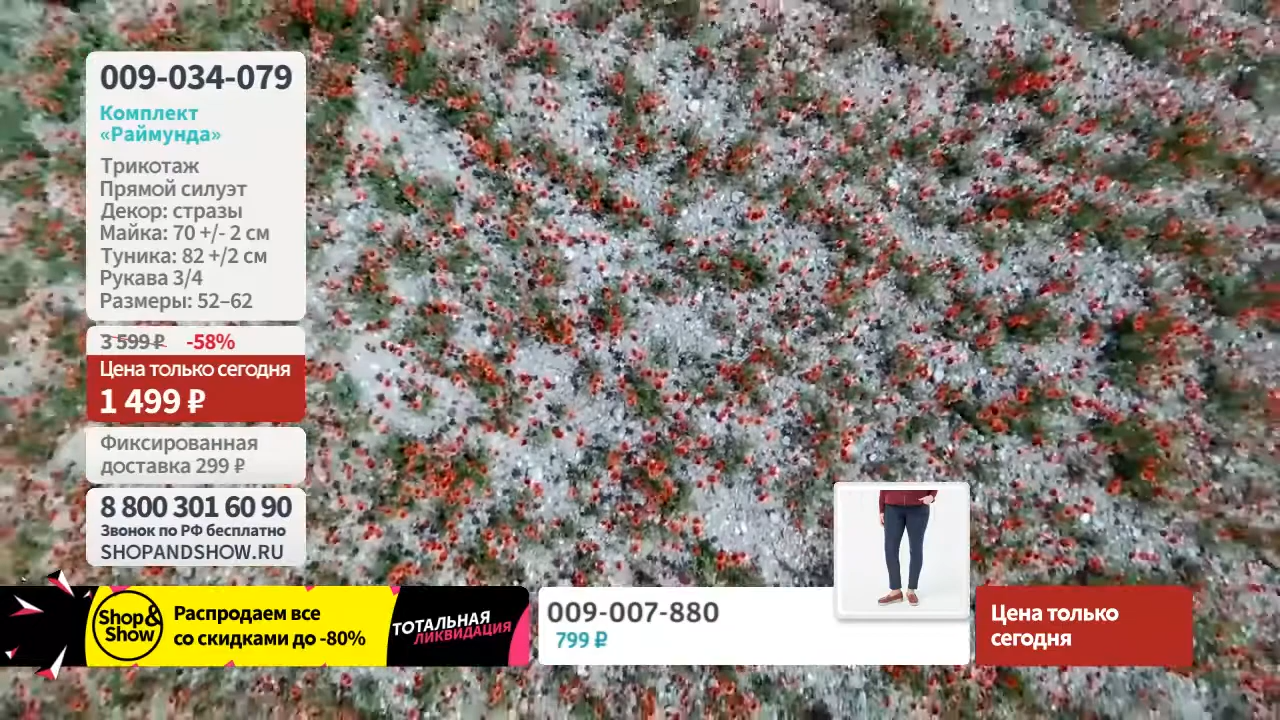 009-034-079
Комплект
«Раймунда»
Трикотаж
Прямой силуэт
Декор: стразы
Майка: 70 +/- 2 см
Туника: 82 +/2 см
Рукава 3/4
Размеры: 52–62
3 599 ₽ -58%
Цена только сегодня
1 499 ₽
Фиксированная
доставка 299 ₽
8 800 301 60 90
Звонок по РФ бесплатно
SHOPANDSHOW.RU
Shop&
Show
Распродаем все
со скидками до -80%
ТОТАЛЬНАЯ
ЛИКВИДАЦИЯ
009-007-880
799 ₽
Цена только
сегодня